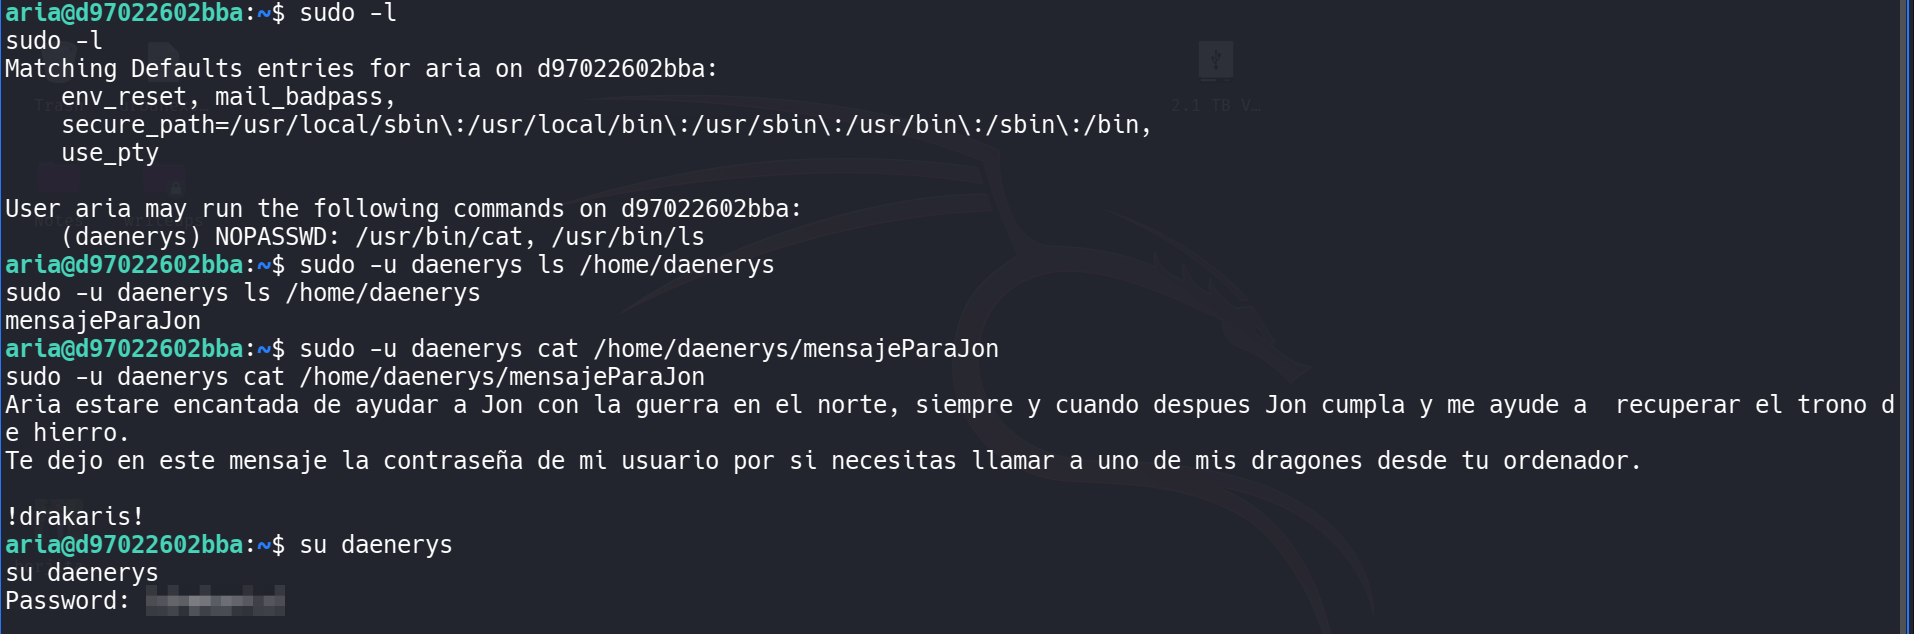 aria@d97022602bba:~$ sudo -l
sudo -l
Matching Defaults entries for aria on d97022602bba:
    env_reset, mail_badpass,
    secure_path=/usr/local/sbin\:/usr/local/bin\:/usr/sbin\:/usr/bin\:/sbin\:/bin,
    use_pty

User aria may run the following commands on d97022602bba:
    (daenerys) NOPASSWD: /usr/bin/cat, /usr/bin/ls
aria@d97022602bba:~$ sudo -u daenerys ls /home/daenerys
sudo -u daenerys ls /home/daenerys
mensajeParaJon
aria@d97022602bba:~$ sudo -u daenerys cat /home/daenerys/mensajeParaJon
sudo -u daenerys cat /home/daenerys/mensajeParaJon
Aria estare encantada de ayudar a Jon con la guerra en el norte, siempre y cuando despues Jon cumpla y me ayude a  recuperar el trono d
e hierro.
Te dejo en este mensaje la contraseña de mi usuario por si necesitas llamar a uno de mis dragones desde tu ordenador.

!drakaris!
aria@d97022602bba:~$ su daenerys
su daenerys
Password:
2.1 TB V…